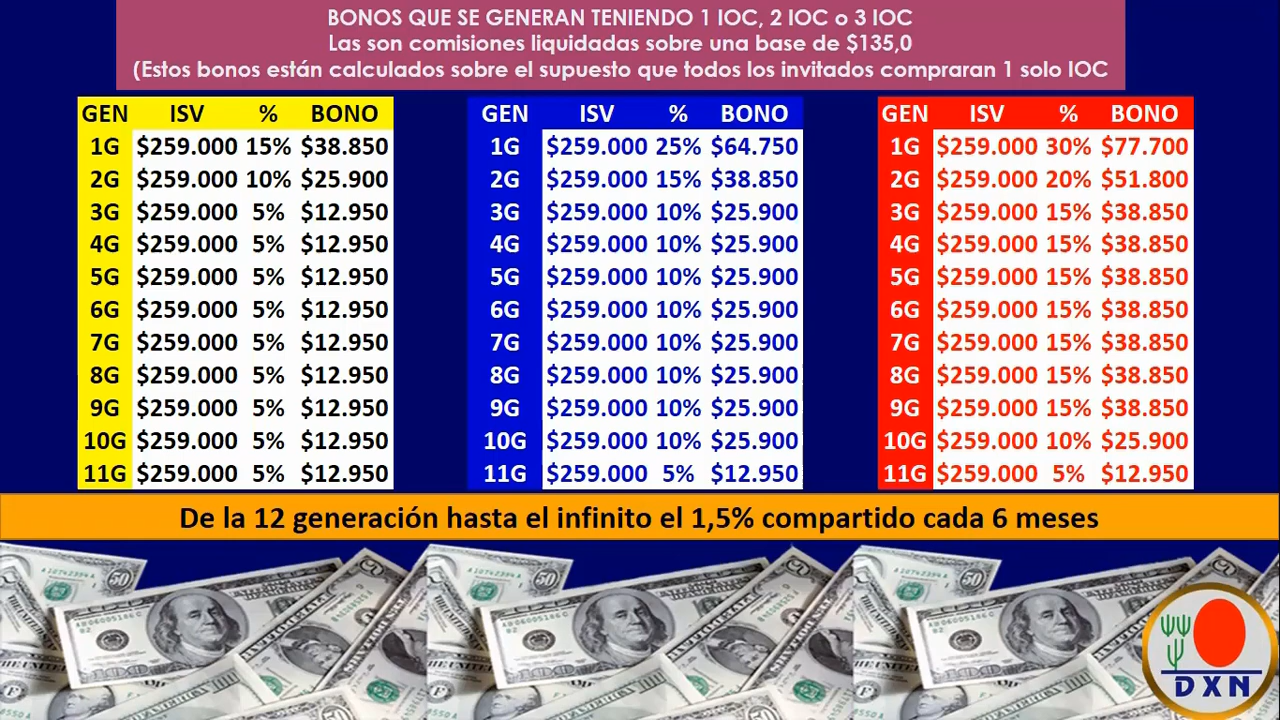 BONOS QUE SE GENERAN TENIENDO 1 IOC, 2 IOC o 3 IOC
Las son comisiones liquidadas sobre una base de $135,0
(Estos bonos están calculados sobre el supuesto que todos los invitados compraran 1 solo IOC
GEN ISV % BONO
1G $259.000 15% $38.850
2G $259.000 10% $25.900
3G $259.000 5% $12.950
4G $259.000 5% $12.950
5G $259.000 5% $12.950
6G $259.000 5% $12.950
7G $259.000 5% $12.950
8G $259.000 5% $12.950
9G $259.000 5% $12.950
10G $259.000 5% $12.950
11G $259.000 5% $12.950
GEN ISV % BONO
1G $259.000 25% $64.750
2G $259.000 15% $38.850
3G $259.000 10% $25.900
4G $259.000 10% $25.900
5G $259.000 10% $25.900
6G $259.000 10% $25.900
7G $259.000 10% $25.900
8G $259.000 10% $25.900
9G $259.000 10% $25.900
10G $259.000 10% $25.900
11G $259.000 5% $12.950
GEN ISV % BONO
1G $259.000 30% $77.700
2G $259.000 20% $51.800
3G $259.000 15% $38.850
4G $259.000 15% $38.850
5G $259.000 15% $38.850
6G $259.000 15% $38.850
7G $259.000 15% $38.850
8G $259.000 15% $38.850
9G $259.000 15% $38.850
10G $259.000 10% $25.900
11G $259.000 5% $12.950
De la 12 generación hasta el infinito el 1,5% compartido cada 6 meses
DXN